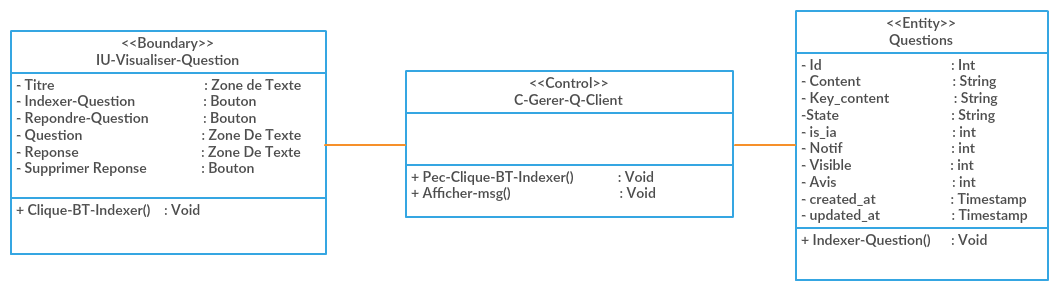 <<Boundary>>
IU-Visualiser-Question
- Titre : Zone de Texte
- Indexer-Question : Bouton
- Repondre-Question : Bouton
- Question : Zone De Texte
- Reponse : Zone De Texte
- Supprimer Reponse : Bouton
+ Clique-BT-Indexer() : Void
<<Control>>
C-Gerer-Q-Client
+ Pec-Clique-BT-Indexer() : Void
+ Afficher-msg() : Void
<<Entity>>
Questions
- Id : Int
- Content : String
- Key_content : String
-State : String
- is_ia : int
- Notif : int
- Visible : int
- Avis : int
- created_at : Timestamp
- updated_at : Timestamp
+ Indexer-Question() : Void